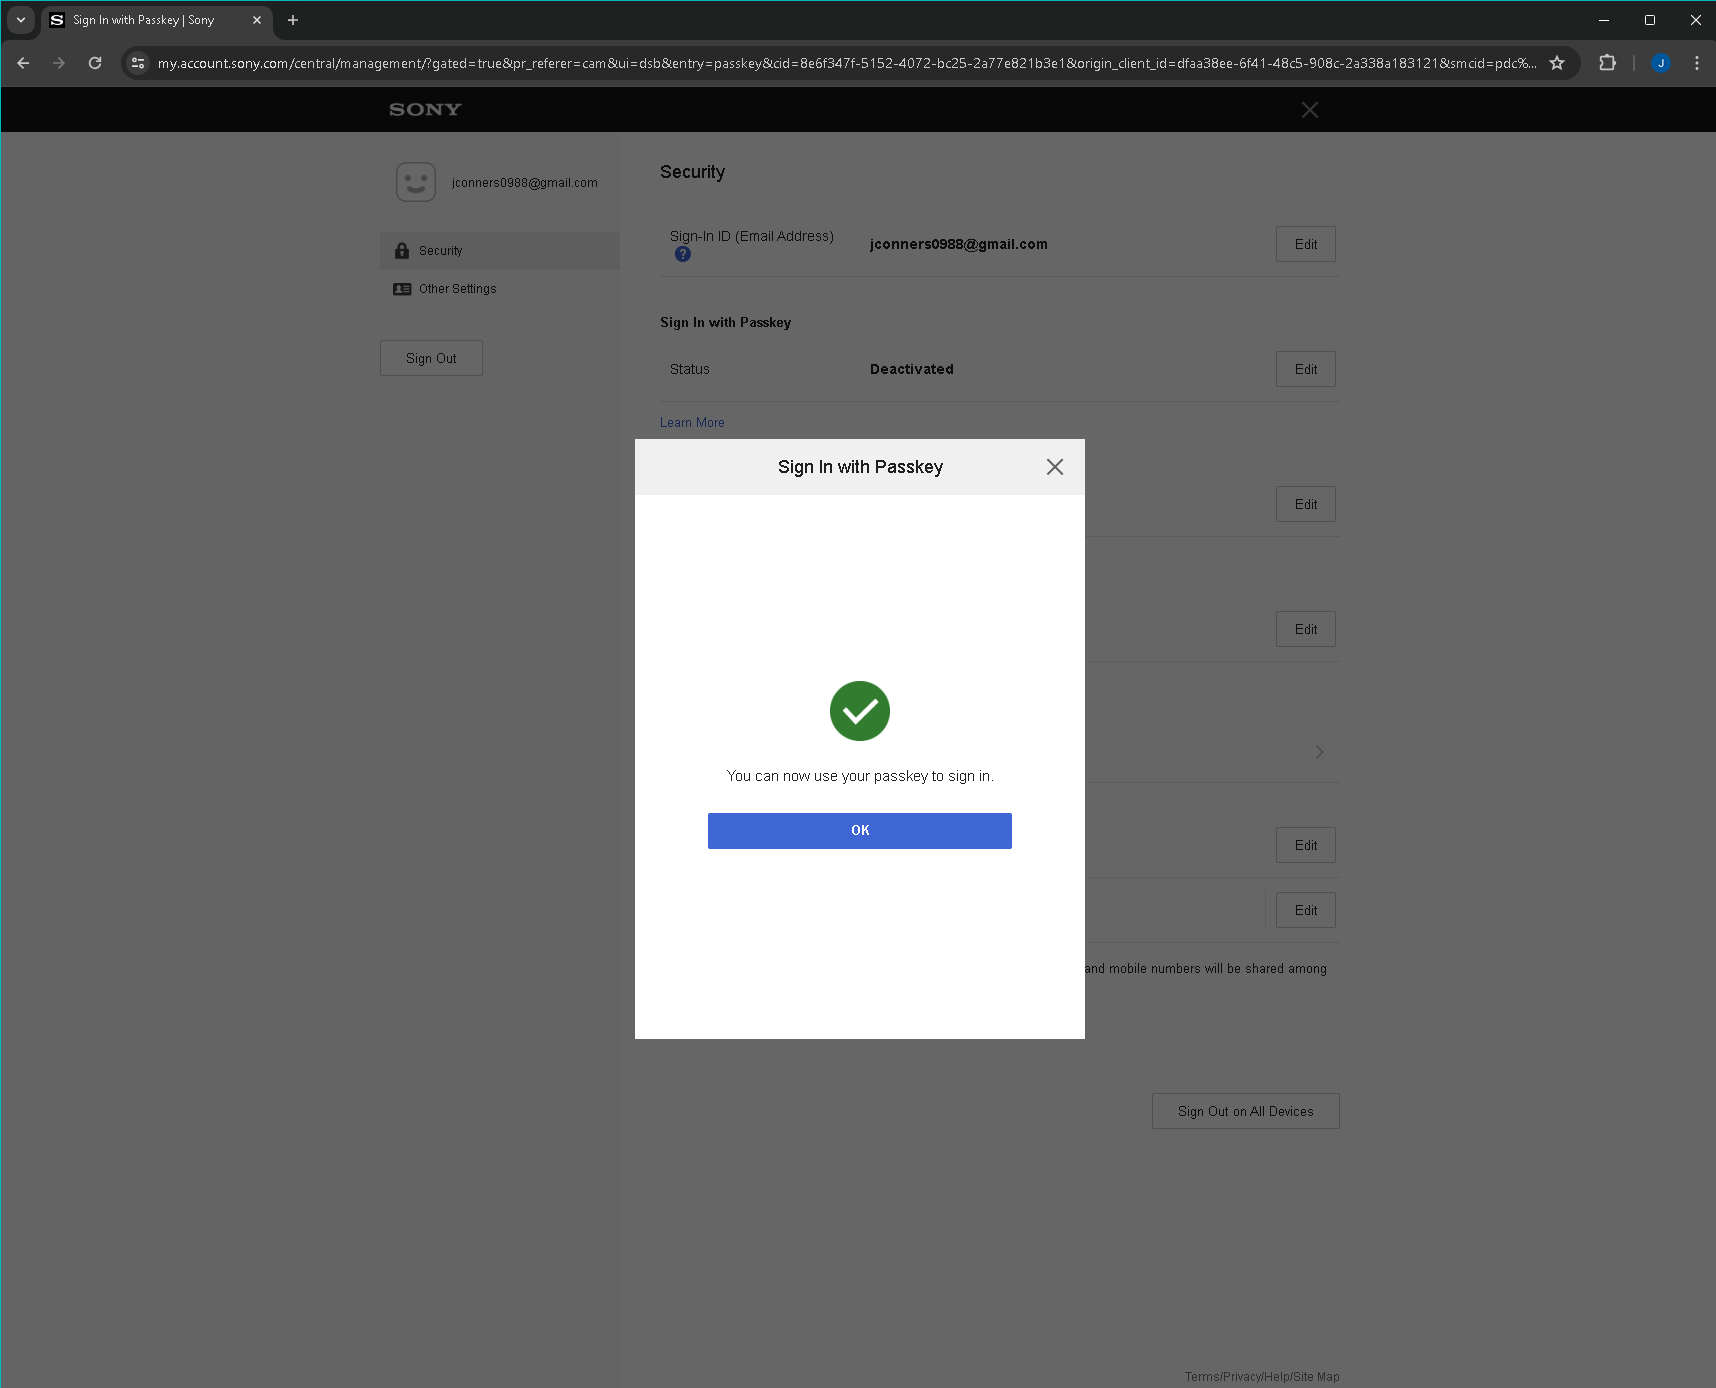 Sign In with Passkey | Sony
my.account.sony.com/central/management/?gated=true&pr_referer=cam&ui=dsb&entry=passkey&cid=8e6f347f-5152-4072-bc25-2a77e821b3e1&origin_client_id=dfaa38ee-6f41-48c5-908c-2a338a183121&smcid=pdc%...
J
SONY
jconners0988@gmail.com
Security
Other Settings
Sign Out
Security
Sign-In ID (Email Address)
?
jconners0988@gmail.com
Edit
Sign In with Passkey
Status
Deactivated
Edit
Learn More
Edit
Edit
Edit
Edit
and mobile numbers will be shared among
Sign In with Passkey
You can now use your passkey to sign in.
OK
Sign Out on All Devices
Terms/Privacy/Help/Site Map